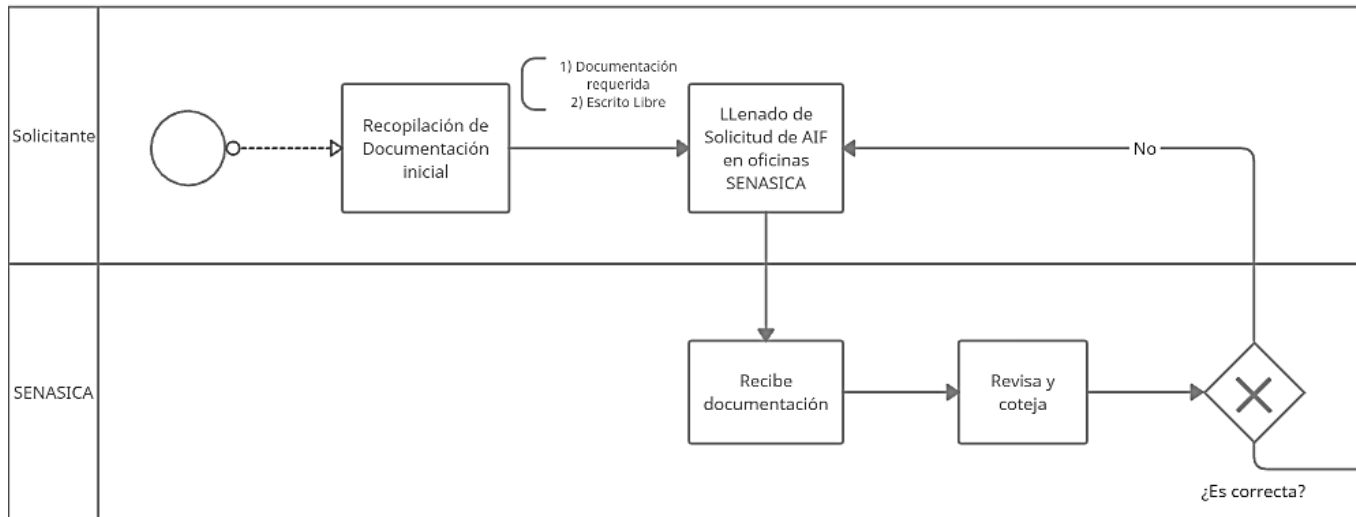 Solicitante
Recopilación de
Documentación
inicial
1) Documentación
requerida
2) Escrito Libre
LLenado de
Solicitud de AIF
en oficinas
SENASICA
No
SENASICA
Recibe
documentación
Revisa y
coteja
¿Es correcta?